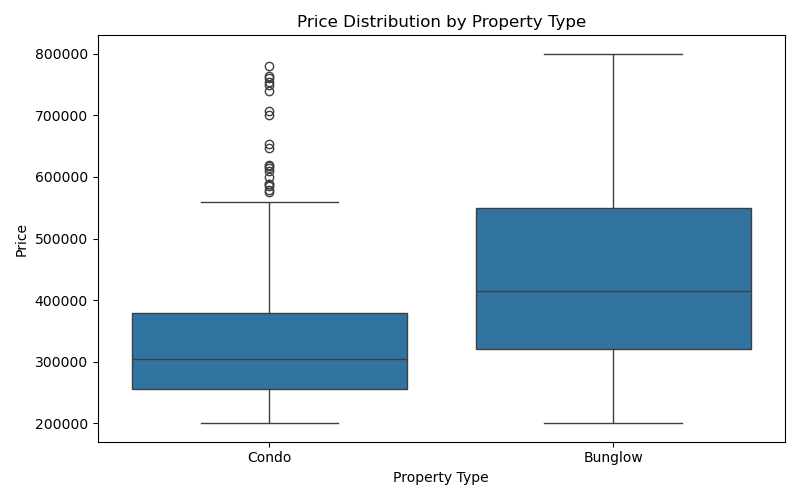 Price Distribution by Property Type
800000
700000
600000
500000
400000
300000
200000
Price
Condo
Bunglow
Property Type